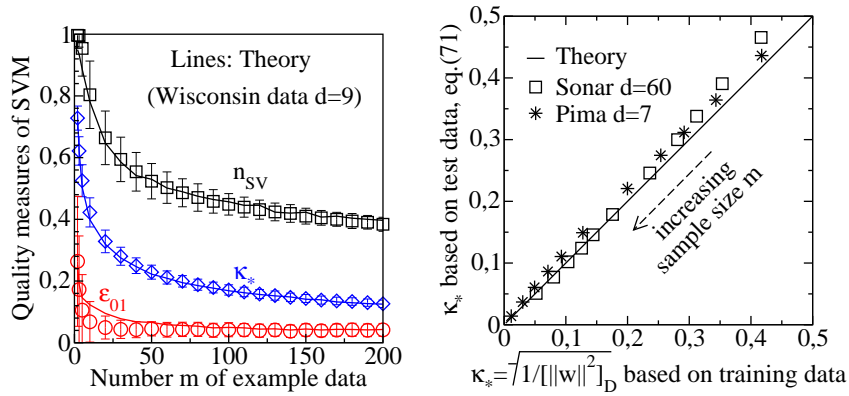 Quality measures of SVM
1
0,8
0,6
0,4
0,2
0
Lines: Theory
(Wisconsin data d=9)
n_SV
κ_*
ε_01
0 50 100 150 200
Number m of example data
κ_* based on test data, eq.(71)
0,5
0,4
0,3
0,2
0,1
0
Theory
Sonar d=60
Pima d=7
increasing
sample size m
0 0,1 0,2 0,3 0,4 0,5
κ_*=√1/[||w||²]_D based on training data